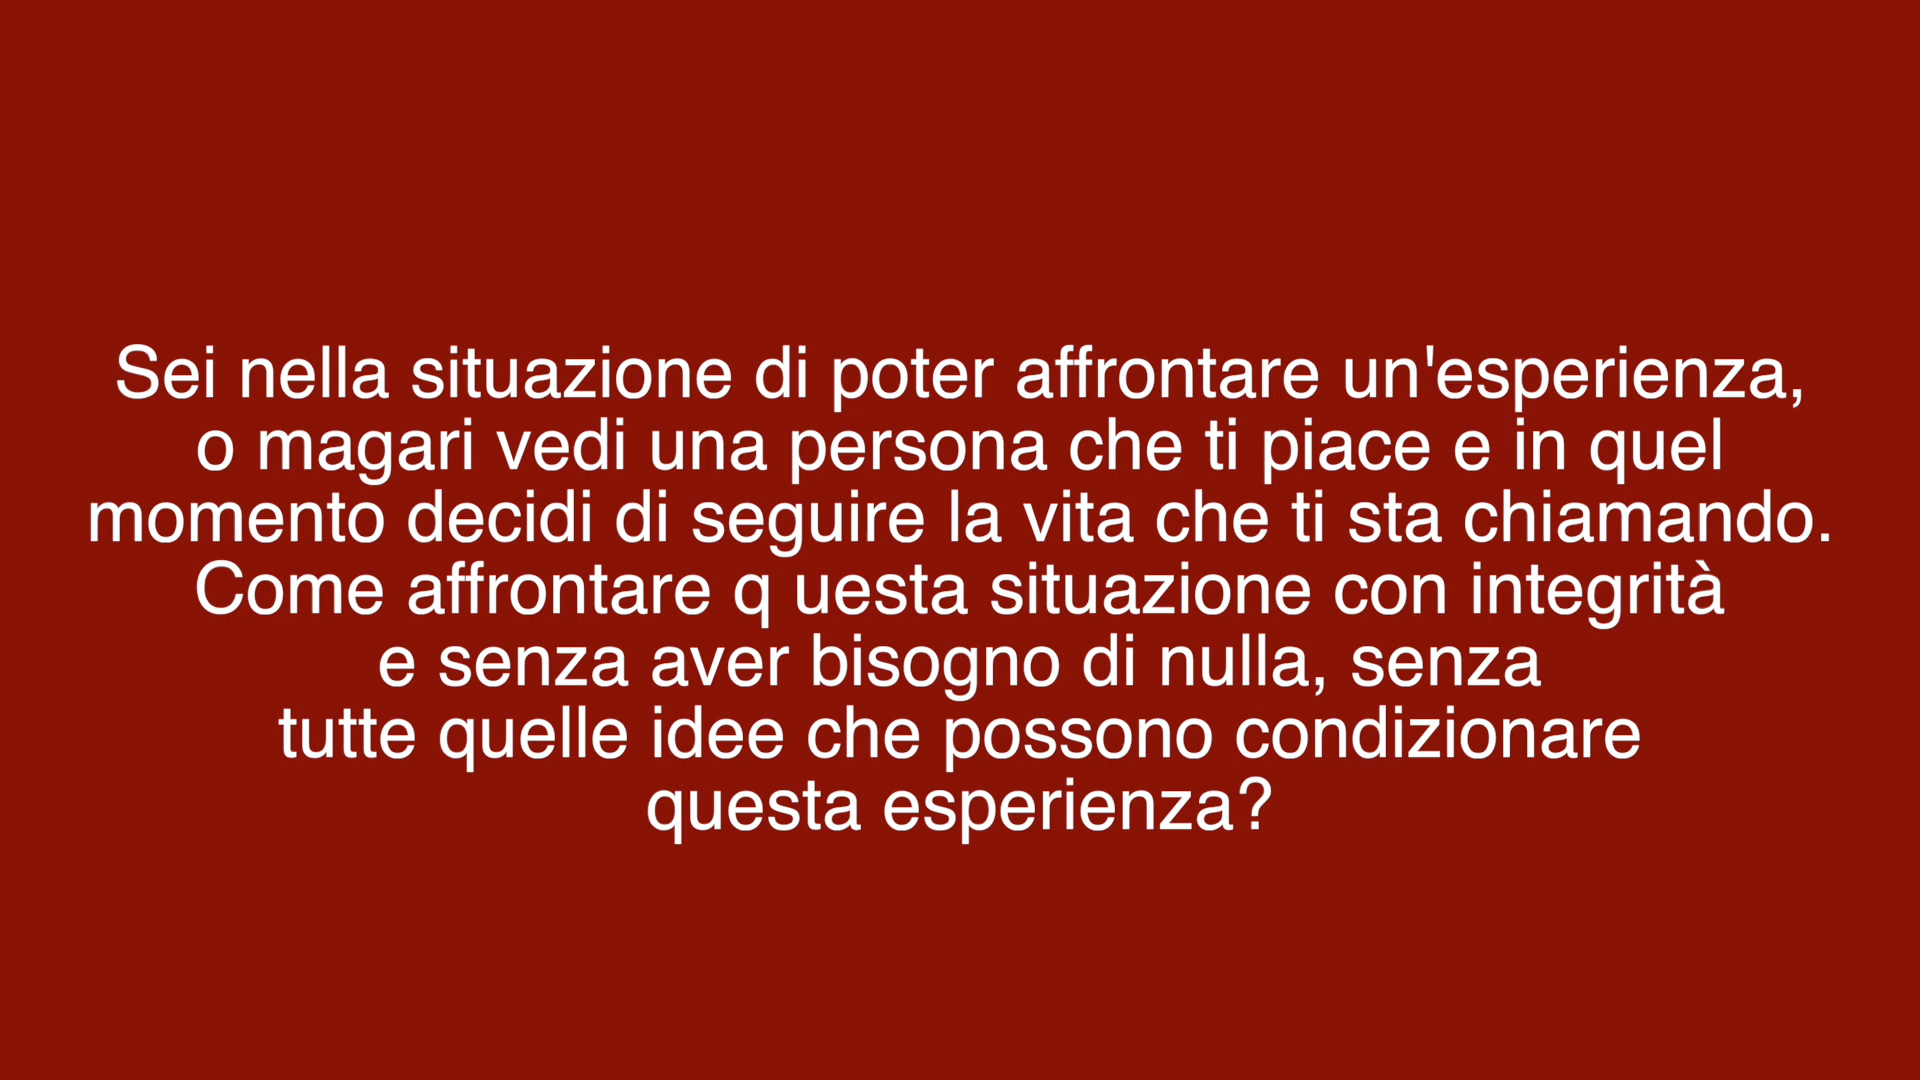 Sei nella situazione di poter affrontare un'esperienza,
o magari vedi una persona che ti piace e in quel
momento decidi di seguire la vita che ti sta chiamando.
Come affrontare q uesta situazione con integrità
e senza aver bisogno di nulla, senza
tutte quelle idee che possono condizionare
questa esperienza?